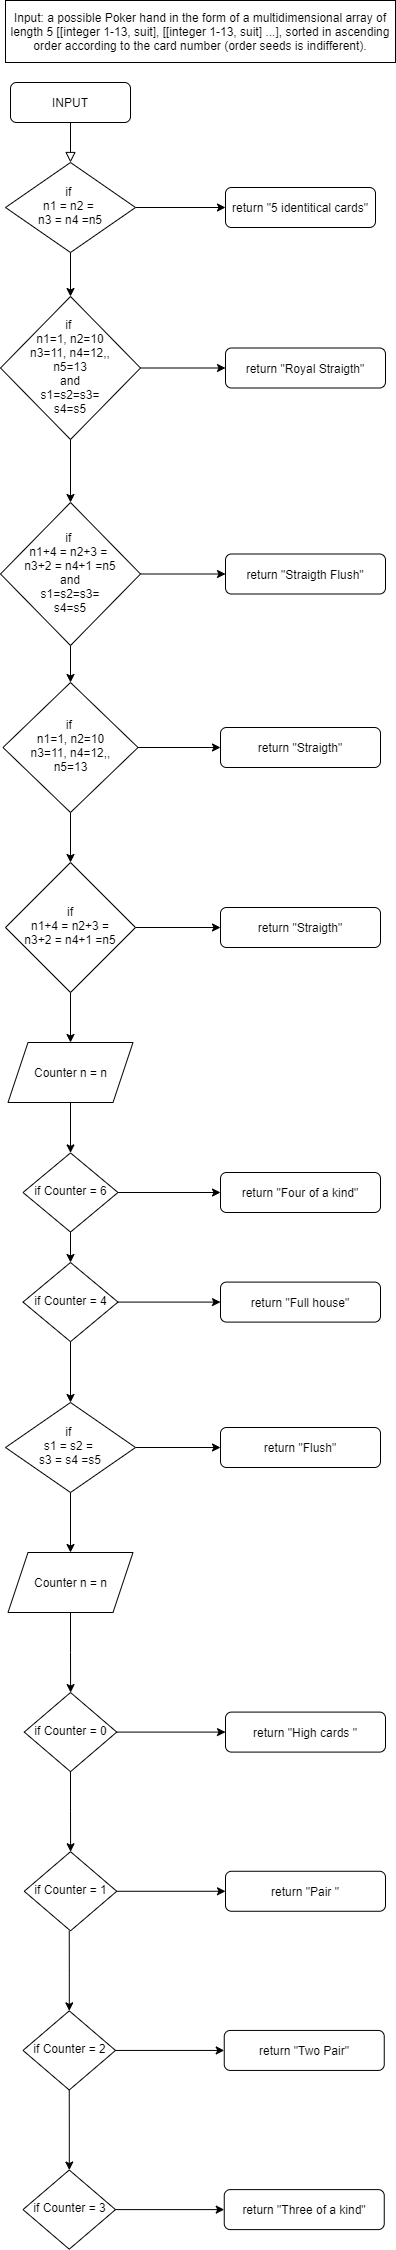 Input: a possible Poker hand in the form of a multidimensional array of
length 5 [[integer 1-13, suit], [[integer 1-13, suit] ...], sorted in ascending
order according to the card number (order seeds is indifferent).
INPUT
if
n1 = n2 =
n3 = n4 =n5
return "5 identitical cards"
if
n1=1, n2=10
n3=11, n4=12,,
n5=13
and
s1=s2=s3=
s4=s5
return "Royal Straigth"
if
n1+4 = n2+3 =
n3+2 = n4+1 =n5
and
s1=s2=s3=
s4=s5
return "Straigth Flush"
if
n1=1, n2=10
n3=11, n4=12,,
n5=13
return "Straigth"
if
n1+4 = n2+3 =
n3+2 = n4+1 =n5
return "Straigth"
Counter n = n
if Counter = 6
return "Four of a kind"
if Counter = 4
return "Full house"
if
s1 = s2 =
s3 = s4 =s5
return "Flush"
Counter n = n
if Counter = 0
return "High cards "
if Counter = 1
return "Pair "
if Counter = 2
return "Two Pair"
if Counter = 3
return "Three of a kind"